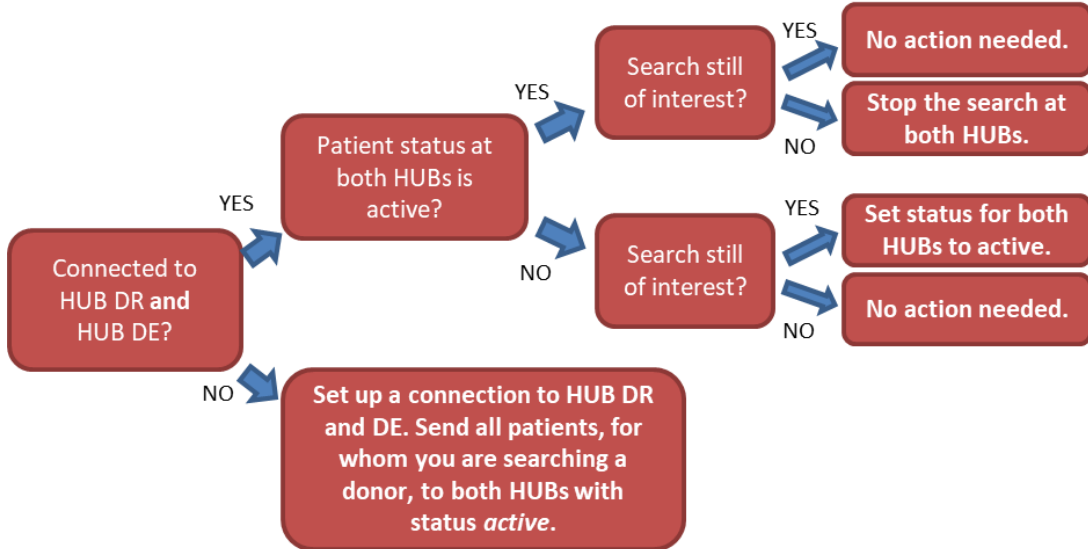 Connected to
HUB DR and
HUB DE?
YES
Patient status at
both HUBs is
active?
YES
Search still
of interest?
YES
No action needed.
NO
Stop the search at
both HUBs.
NO
Search still
of interest?
YES
Set status for both
HUBs to active.
NO
No action needed.
NO
Set up a connection to HUB DR
and DE. Send all patients, for
whom you are searching a
donor, to both HUBs with
status active.